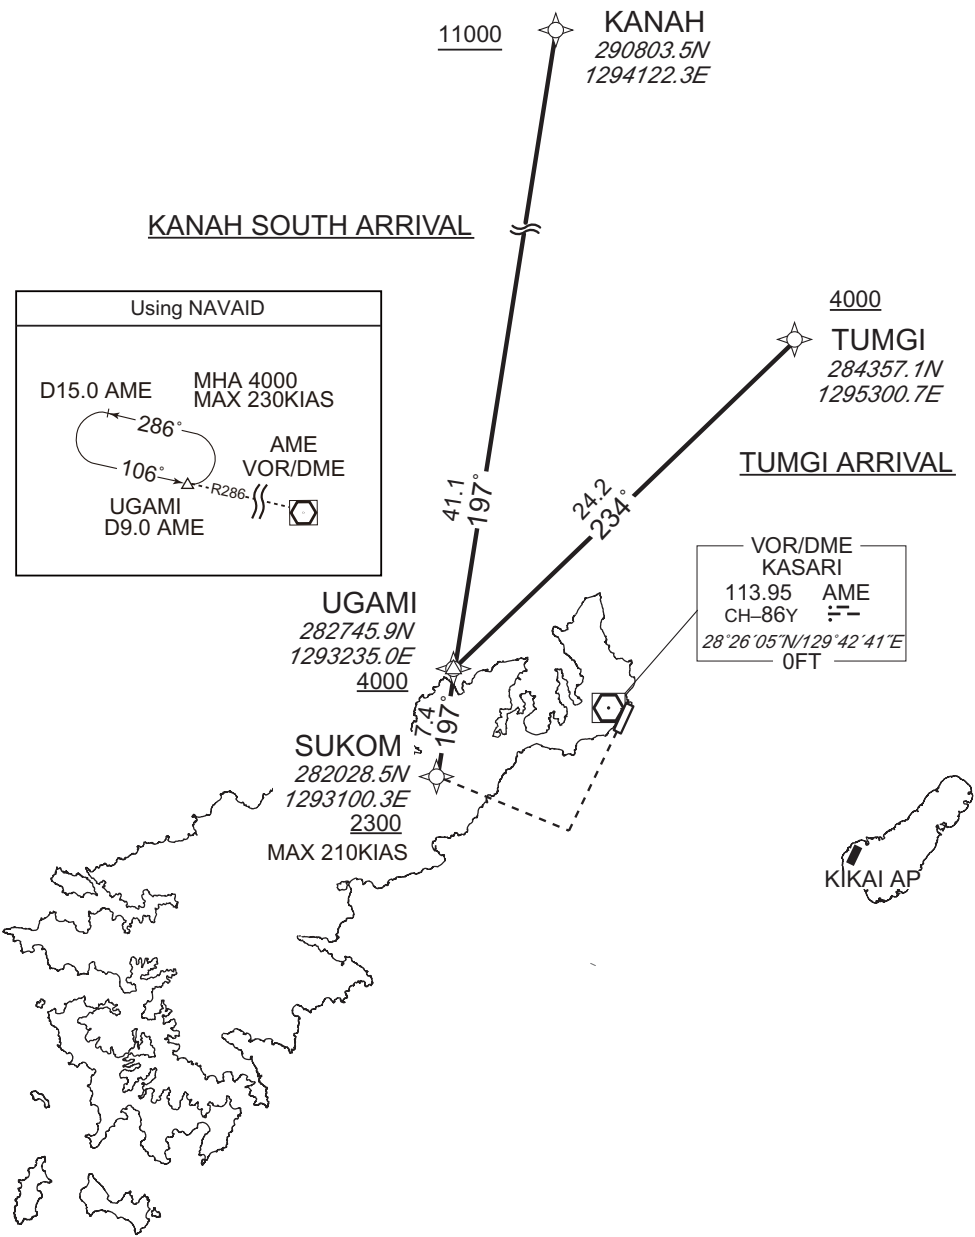 11000
KANAH
290803.5N
1294122.3E
KANAH SOUTH ARRIVAL
Using NAVAID
D15.0 AME
MHA 4000
MAX 230KIAS
286°
106°
AME
VOR/DME
R286
UGAMI
D9.0 AME
4000
TUMGI
284357.1N
1295300.7E
TUMGI ARRIVAL
41.1
197°
24.2
234°
VOR/DME
KASARI
113.95 AME
CH–86Y
28°26´05˝N/129°42´41˝E
0FT
UGAMI
282745.9N
1293235.0E
4000
7.4
197°
SUKOM
282028.5N
1293100.3E
2300
MAX 210KIAS
KIKAI AP